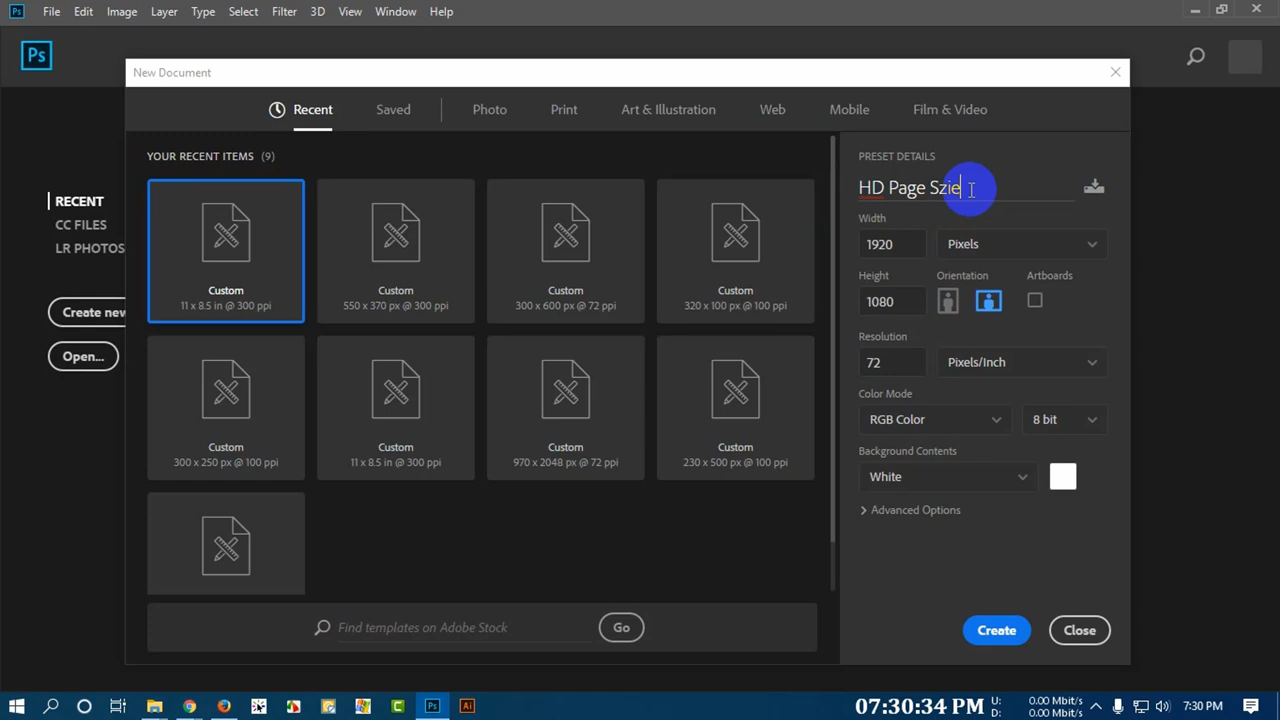 Ps File Edit Image Layer Type Select Filter 3D View Window Help
Ps
New Document
Recent Saved Photo Print Art & Illustration Web Mobile Film & Video
YOUR RECENT ITEMS (9)
Custom
11 x 8.5 in @ 300 ppi
Custom
550 x 370 px @ 300 ppi
Custom
300 x 600 px @ 72 ppi
Custom
320 x 100 px @ 100 ppi
Custom
300 x 250 px @ 100 ppi
Custom
11 x 8.5 in @ 300 ppi
Custom
970 x 2048 px @ 72 ppi
Custom
230 x 500 px @ 100 ppi
Find templates on Adobe Stock Go
RECENT
CC FILES
LR PHOTOS
Create new
Open...
PRESET DETAILS
HD Page Szie
Width
1920 Pixels
Height Orientation Artboards
1080
Resolution
72 Pixels/Inch
Color Mode
RGB Color 8 bit
Background Contents
White
Advanced Options
Create Close
Ps Ai
07:30:34 PM
U: 0.00 Mbit/s
D: 0.00 Mbit/s
7:30 PM